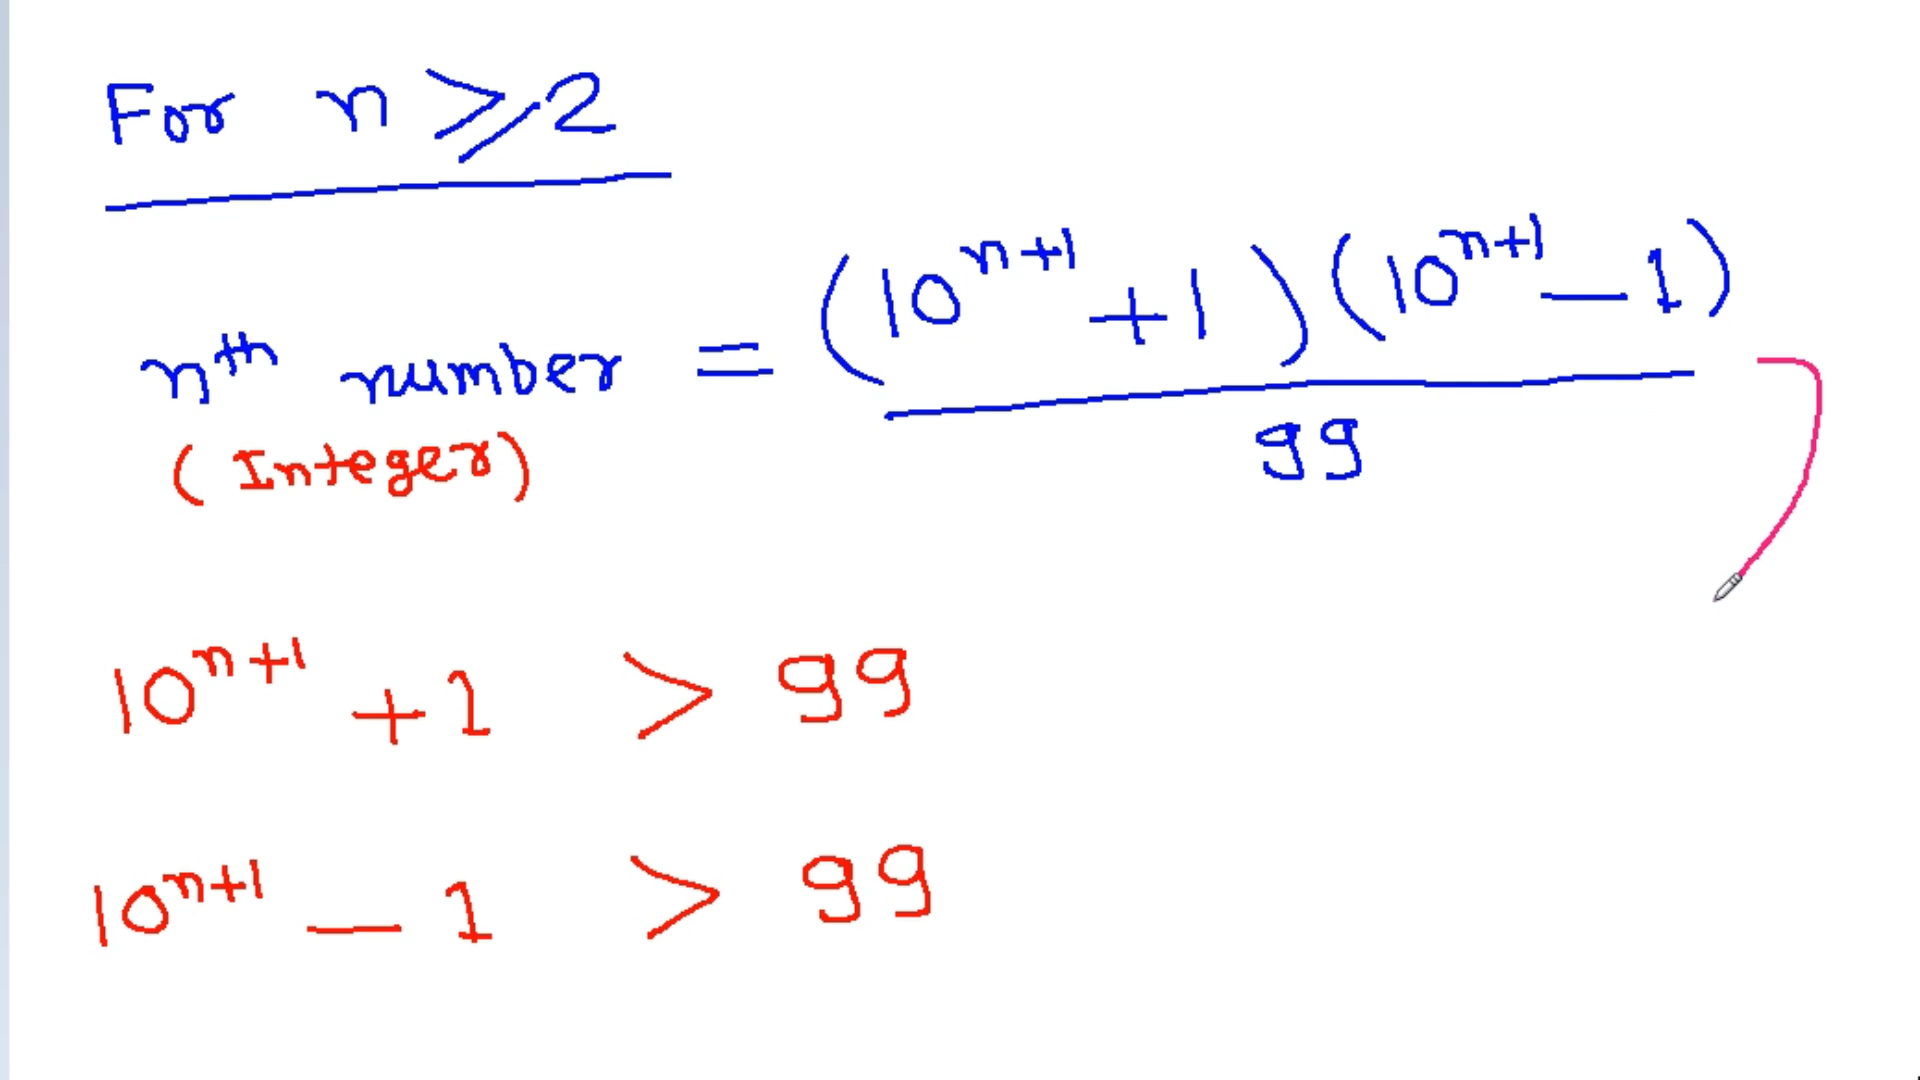 For n ⩾ 2
nth number = (10^{n+1} + 1)(10^{n+1} - 1) / 99
(Integer)
10^{n+1} + 1 > 99
10^{n+1} - 1 > 99